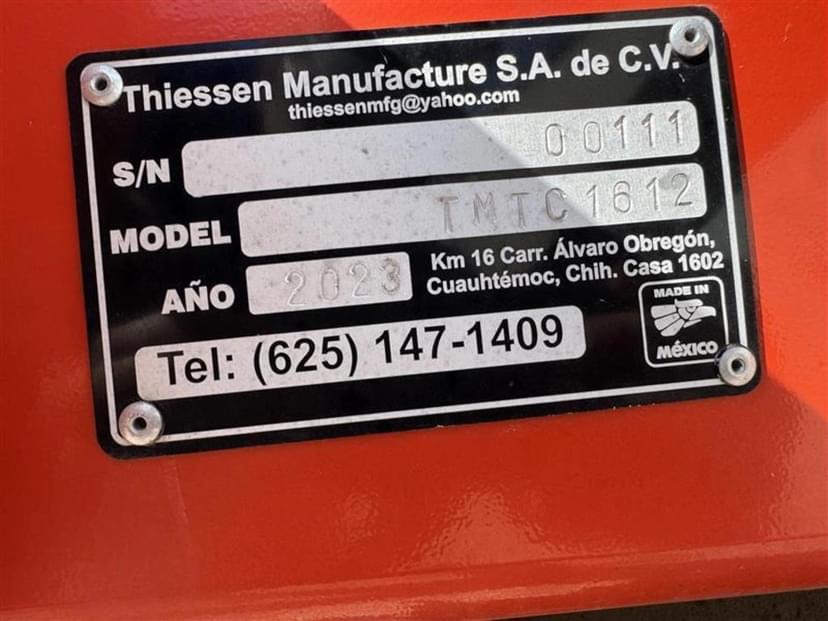 Thiessen Manufacture S.A. de C.V.
thiessenmfg@yahoo.com
S/N 00111
MODEL TMTC1612
AÑO 2023
Km 16 Carr. Álvaro Obregón,
Cuauhtémoc, Chih. Casa 1602
Tel: (625) 147-1409
MADE IN
MéXICO